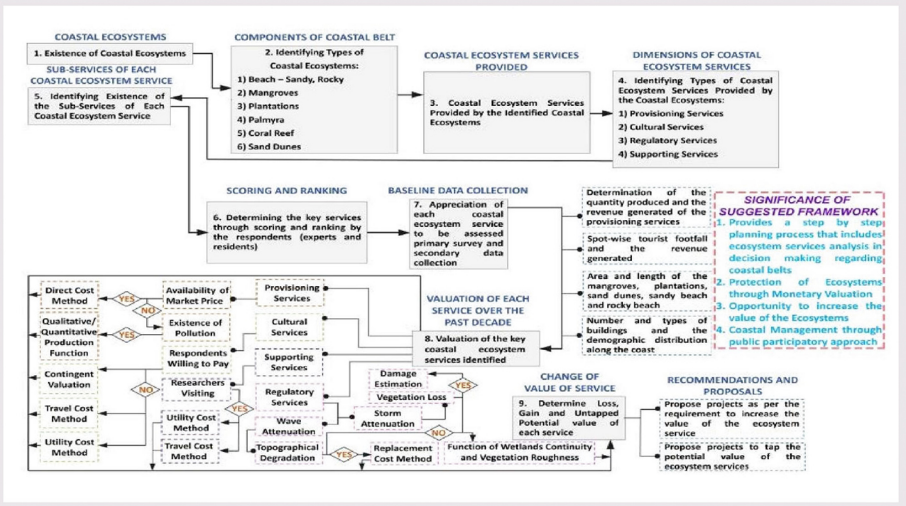 COASTAL ECOSYSTEMS
1. Existence of Coastal Ecosystems
COMPONENTS OF COASTAL BELT
2. Identifying Types of
Coastal Ecosystems:
1) Beach – Sandy, Rocky
2) Mangroves
3) Plantations
4) Palmyra
5) Coral Reef
6) Sand Dunes
COASTAL ECOSYSTEM SERVICES
PROVIDED
3. Coastal Ecosystem Services
Provided by the Identified Coastal
Ecosystems
DIMENSIONS OF COASTAL
ECOSYSTEM SERVICES
4. Identifying Types of Coastal
Ecosystem Services Provided by
the Coastal Ecosystems:
1) Provisioning Services
2) Cultural Services
3) Regulatory Services
4) Supporting Services
SUB-SERVICES OF EACH
COASTAL ECOSYSTEM SERVICE
5. Identifying Existence of
the Sub-Services of Each
Coastal Ecosystem Service
SCORING AND RANKING
6. Determining the key services
through scoring and ranking by
the respondents (experts and
residents)
BASELINE DATA COLLECTION
7. Appreciation of
each coastal
ecosystem service
to be assessed
primary survey and
secondary data
collection
Determination of the
quantity produced and the
revenue generated of the
provisioning services
Spot-wise tourist footfall
and the revenue
generated
Area and length of the
mangroves, plantations,
sand dunes, sandy beach
and rocky beach
Number and types of
buildings and the
demographic distribution
along the coast
SIGNIFICANCE OF
SUGGESTED FRAMEWORK
1. Provides a step by step
planning process that includes
ecosystem services analysis in
decision making regarding
coastal belts
2. Protection of Ecosystems
through Monetary Valuation
3. Opportunity to increase the
value of the Ecosystems
4. Coastal Management through
public participatory approach
VALUATION OF EACH
SERVICE OVER THE
PAST DECADE
8. Valuation of the key
coastal ecosystem
services identified
Provisioning
Services
Cultural
Services
Supporting
Services
Regulatory
Services
Wave
Attenuation
Topographical
Degradation
Availability of
Market Price
Existence of
Pollution
Respondents
Willing to Pay
Researchers
Visiting
Utility Cost
Method
Travel Cost
Method
Direct Cost
Method
Qualitative/
Quantitative
Production
Function
Contingent
Valuation
Travel Cost
Method
Utility Cost
Method
YES
NO
YES
NO
YES
Damage
Estimation
Vegetation Loss
YES
Storm
Attenuation
NO
YES
Replacement
Cost Method
Function of Wetlands Continuity
and Vegetation Roughness
CHANGE OF
VALUE OF SERVICE
9. Determine Loss,
Gain and Untapped
Potential value of
each service
RECOMMENDATIONS AND
PROPOSALS
Propose projects as per the
requirement to increase the
value of the ecosystem
service
Propose projects to tap the
potential value of the
ecosystem services